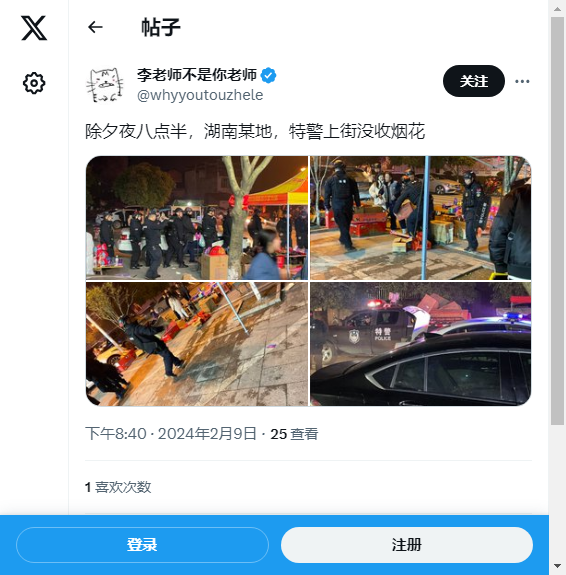 帖子
李老师不是你老师
@whyyoutouzhele
关注
除夕夜八点半，湖南某地，特警上街没收烟花
特警
POLICE
下午8:40 · 2024年2月9日 · 25 查看
1 喜欢次数
登录
注册